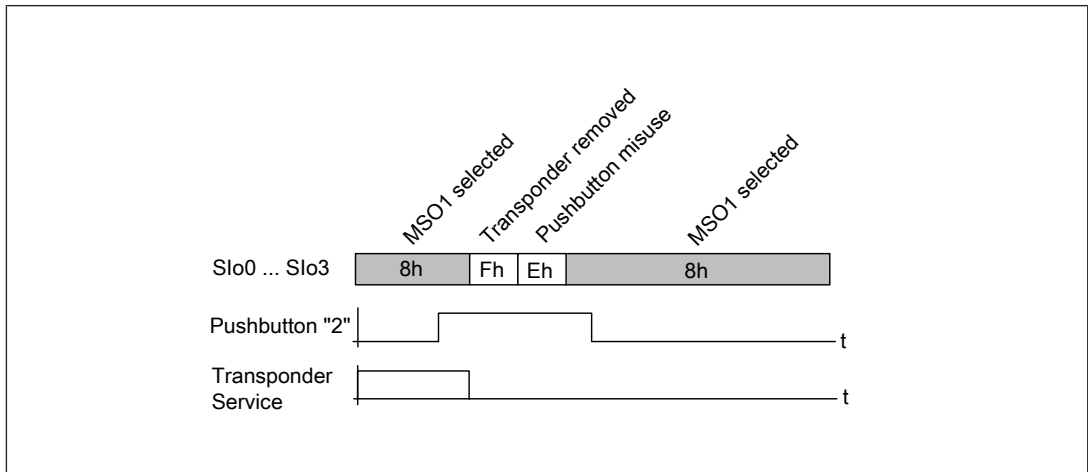 MSO1 selected
Transponder removed
Pushbutton misuse
MSO1 selected
SIo0 ... SIo3 8h Fh Eh 8h
Pushbutton "2"
t
Transponder
Service
t